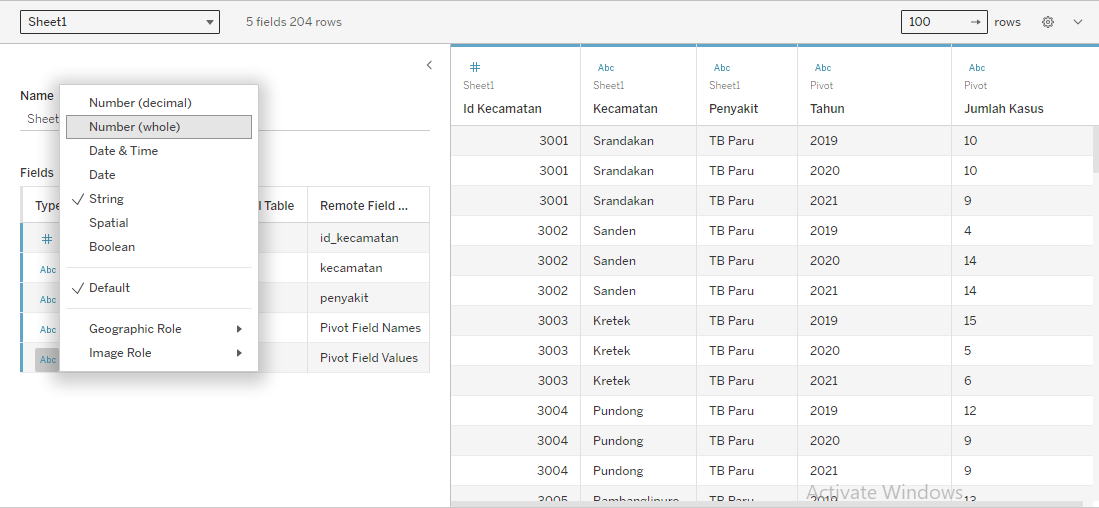 Sheet1 5 fields 204 rows 100 → rows
Name
Sheet
Number (decimal)
Number (whole)
Date & Time
Date
String
Spatial
Boolean
Default
Geographic Role
Image Role
Fields
Type l Table Remote Field ...
# id_kecamatan
Abc kecamatan
Abc penyakit
Abc Pivot Field Names
Abc Pivot Field Values
# Abc Abc Abc Abc
Sheet1 Sheet1 Sheet1 Pivot Pivot
Id Kecamatan Kecamatan Penyakit Tahun Jumlah Kasus
3001 Srandakan TB Paru 2019 10
3001 Srandakan TB Paru 2020 10
3001 Srandakan TB Paru 2021 9
3002 Sanden TB Paru 2019 4
3002 Sanden TB Paru 2020 14
3002 Sanden TB Paru 2021 14
3003 Kretek TB Paru 2019 15
3003 Kretek TB Paru 2020 5
3003 Kretek TB Paru 2021 6
3004 Pundong TB Paru 2019 12
3004 Pundong TB Paru 2020 9
3004 Pundong TB Paru 2021 9
3005 Bambanglipuro TB Paru 2019 13
Activate Windows